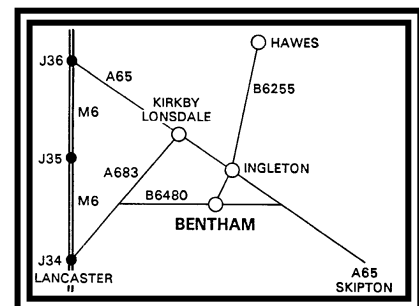 HAWES
J36
A65
B6255
KIRKBY
LONSDALE
M6
J35
A683
INGLETON
B6480
M6
BENTHAM
J34
LANCASTER
A65
SKIPTON